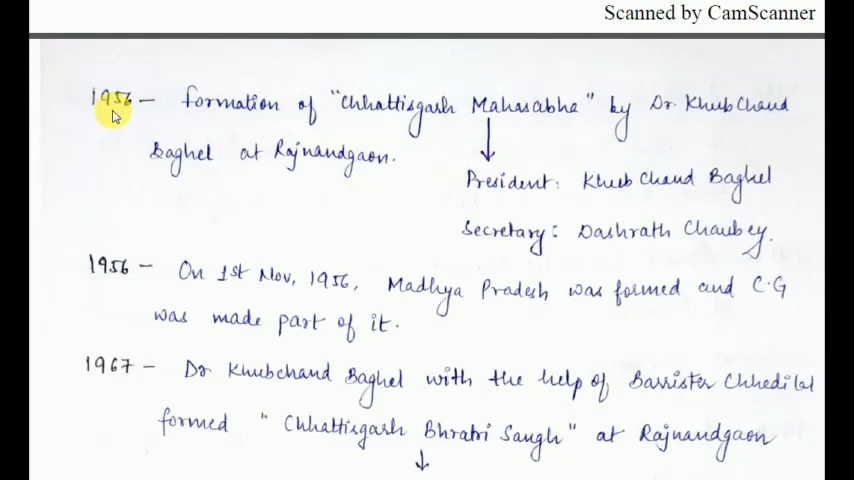 Scanned by CamScanner
1956 - formation of "Chhattisgarh Mahasabha" by Dr. KhubChand
Baghel at Rajnandgaon.
President: Khub Chand Baghel
Secretary: Dashrath Chaubey.
1956 - On 1st Nov, 1956, Madhya Pradesh was formed and C.G
was made part of it.
1967 - Dr Khubchand Baghel with the help of Barrister Chhedilal
formed "Chhattisgarh Bhratri Sangh" at Rajnandgaon